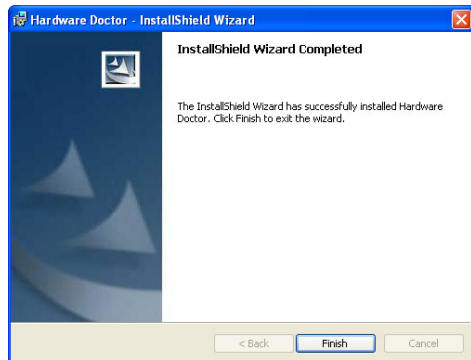 Hardware Doctor - InstallShield Wizard
InstallShield Wizard Completed
The InstallShield Wizard has successfully installed Hardware
Doctor. Click Finish to exit the wizard.
< Back
Finish
Cancel